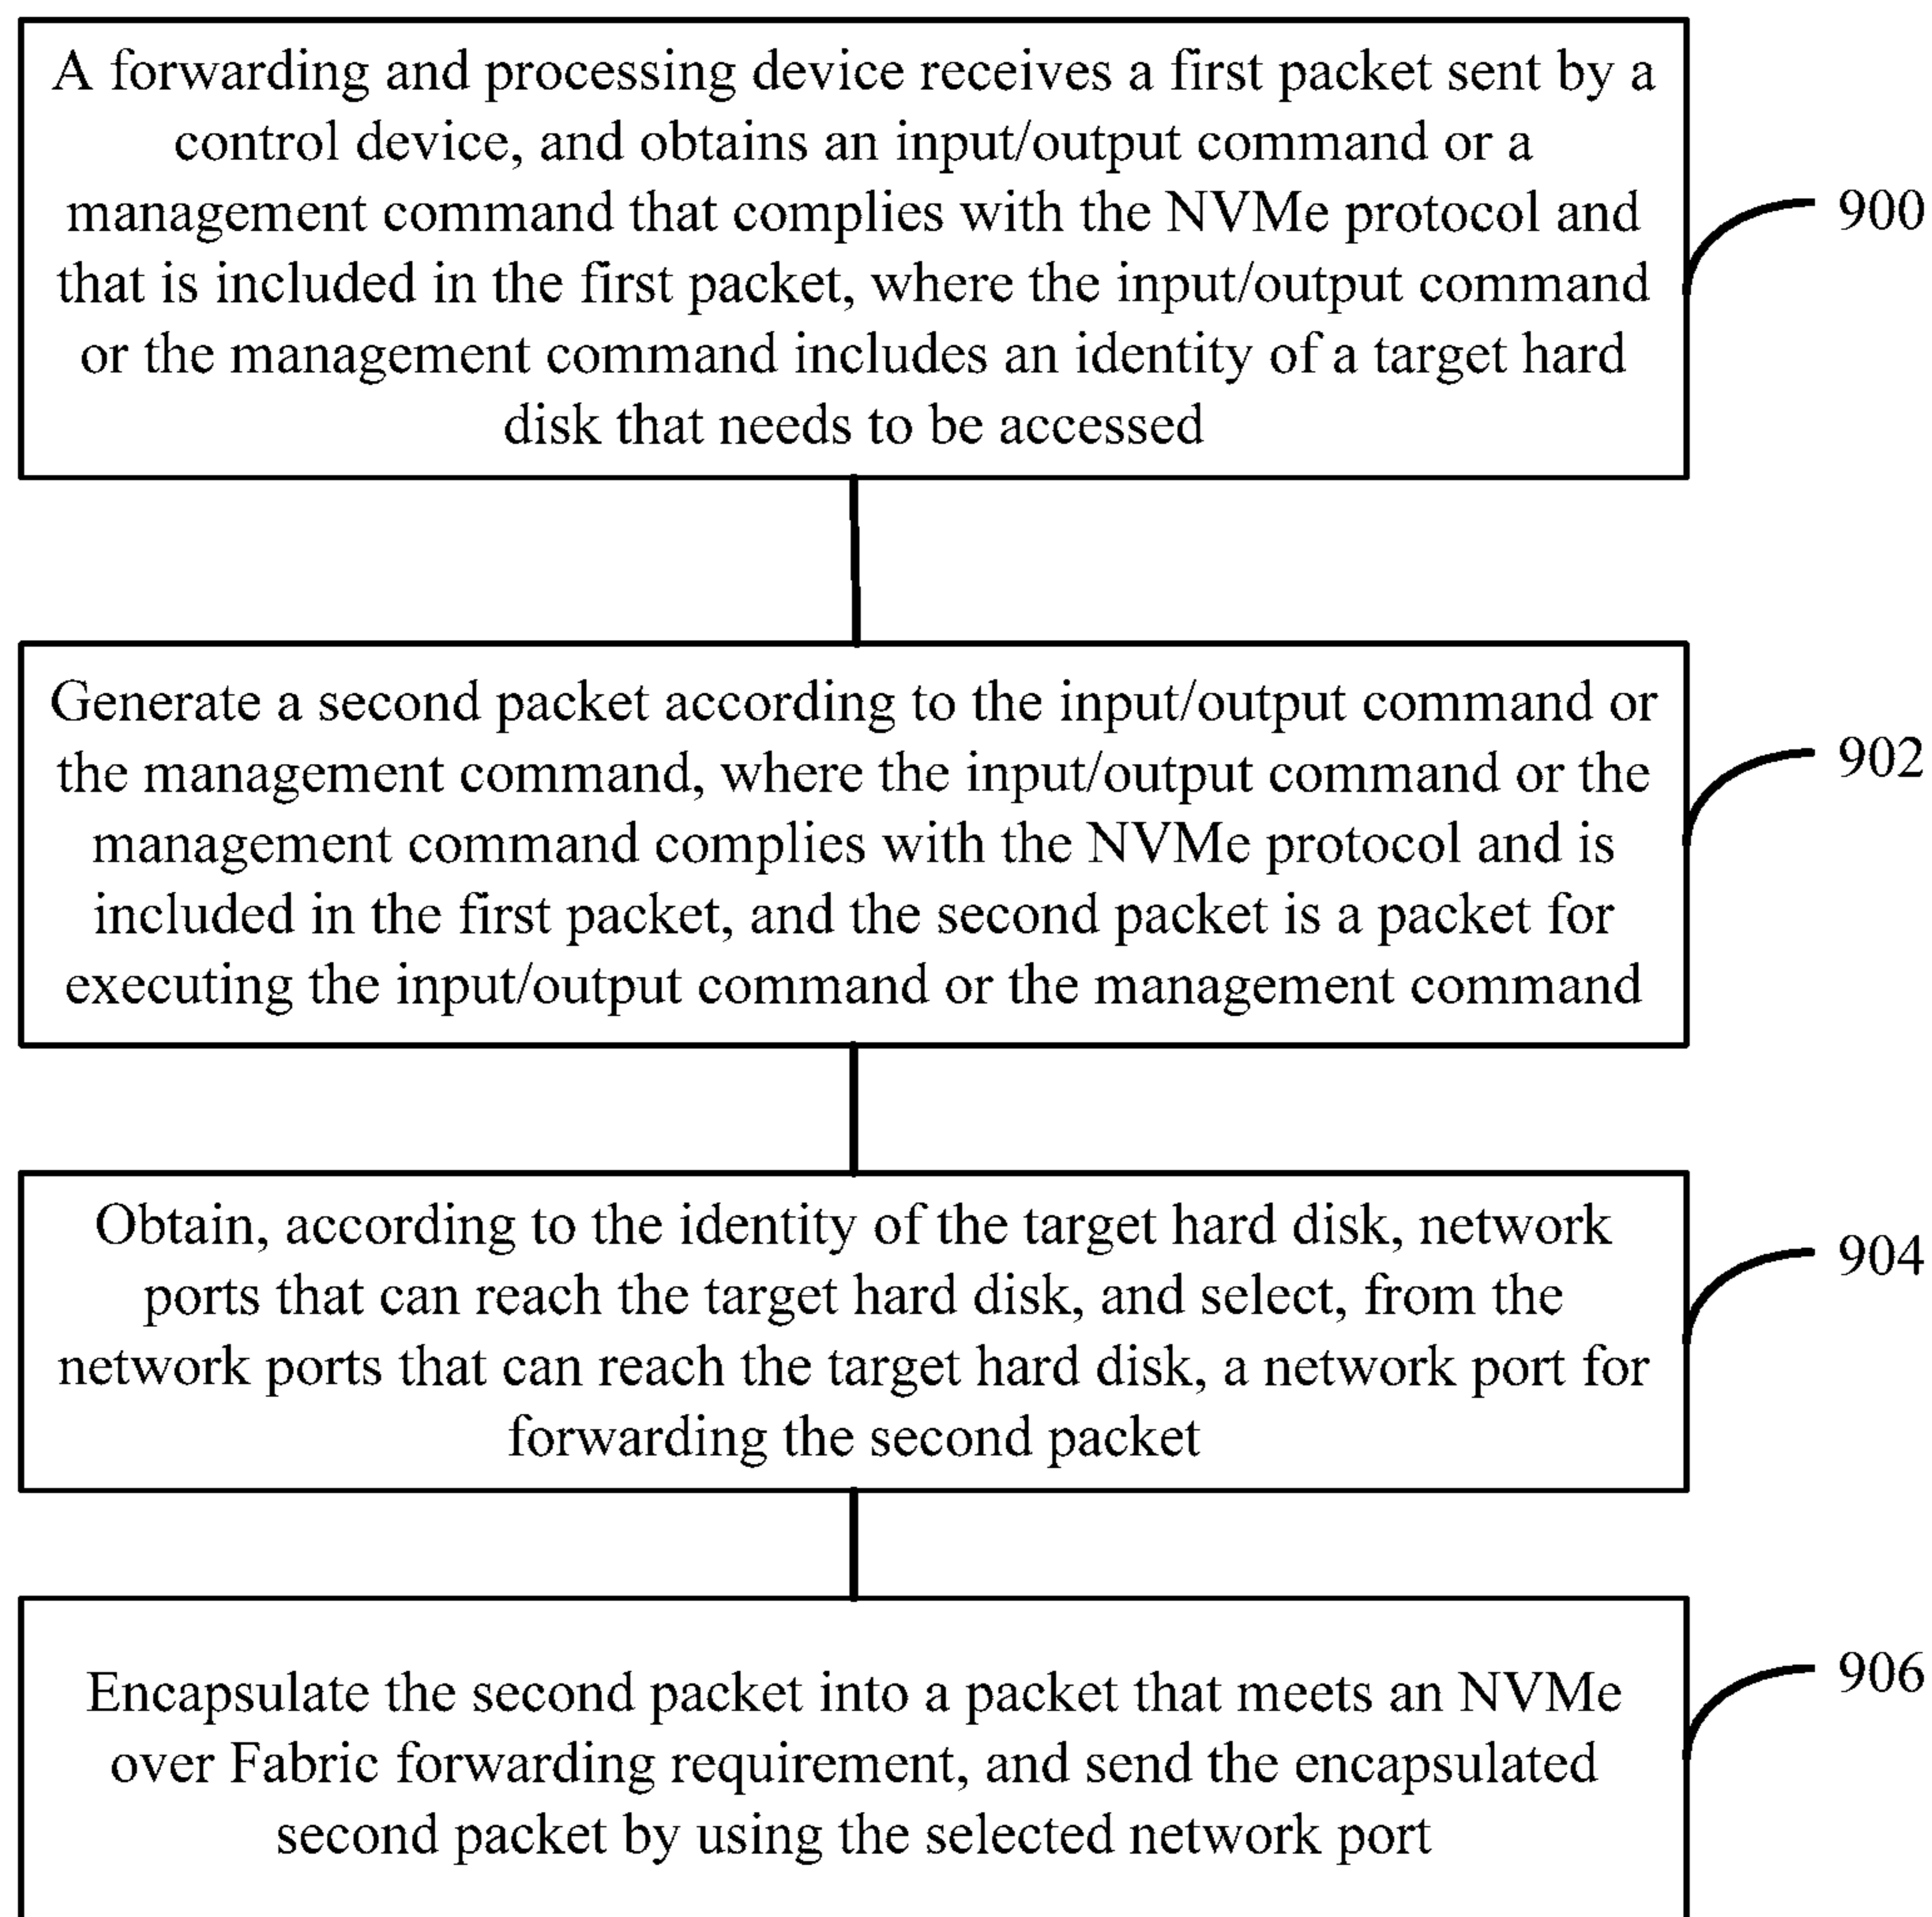 A forwarding and processing device receives a first packet sent by a
control device, and obtains an input/output command or a
management command that complies with the NVMe protocol and
that is included in the first packet, where the input/output command
or the management command includes an identity of a target hard
disk that needs to be accessed
900
Generate a second packet according to the input/output command or
the management command, where the input/output command or the
management command complies with the NVMe protocol and is
included in the first packet, and the second packet is a packet for
executing the input/output command or the management command
902
Obtain, according to the identity of the target hard disk, network
ports that can reach the target hard disk, and select, from the
network ports that can reach the target hard disk, a network port for
forwarding the second packet
904
Encapsulate the second packet into a packet that meets an NVMe
over Fabric forwarding requirement, and send the encapsulated
second packet by using the selected network port
906